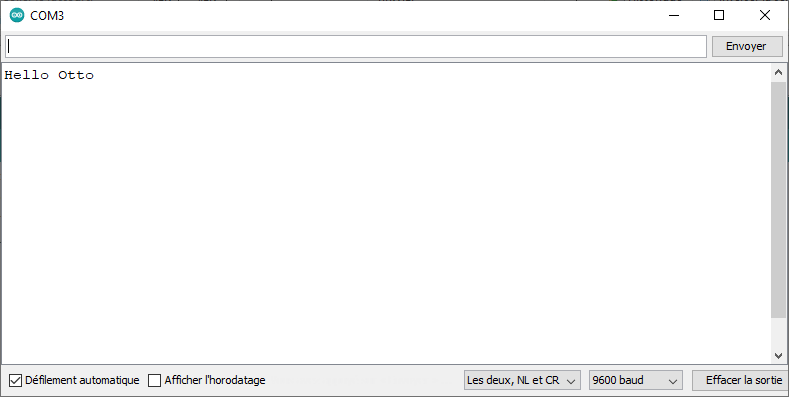 COM3
Envoyer
Hello Otto
Défilement automatique
Afficher l'horodatage
Les deux, NL et CR
9600 baud
Effacer la sortie